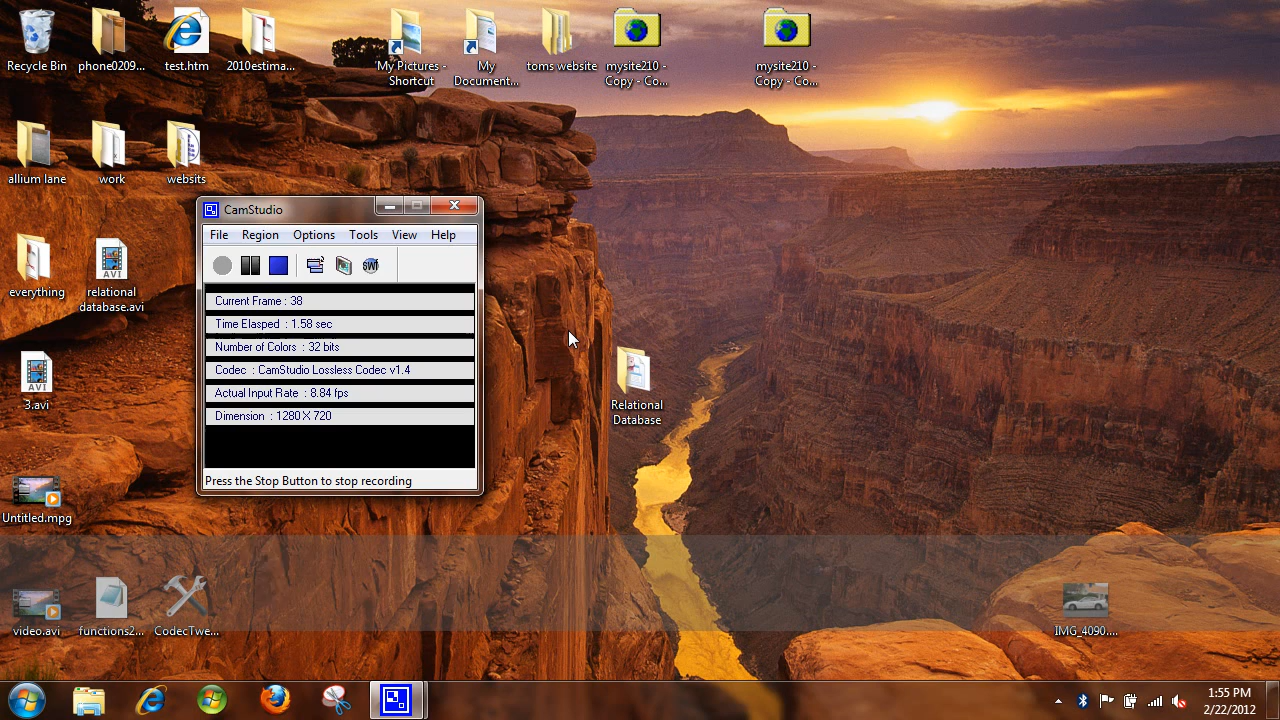 Recycle Bin
phone0209...
test.htm
2010estima...
My Pictures -
Shortcut
My
Document...
toms website
mysite210 -
Copy - Co...
mysite210 -
Copy - Co...
allium lane
work
websits
CamStudio
File Region Options Tools View Help
SWF
Current Frame : 38
Time Elasped : 1.58 sec
Number of Colors : 32 bits
Codec : CamStudio Lossless Codec v1.4
Actual Input Rate : 8.84 fps
Dimension : 1280 X 720
Press the Stop Button to stop recording
everything
AVI
relational
database.avi
AVI
3.avi
Relational
Database
Untitled.mpg
video.avi
functions2...
CodecTwe...
IMG_4090....
1:55 PM
2/22/2012